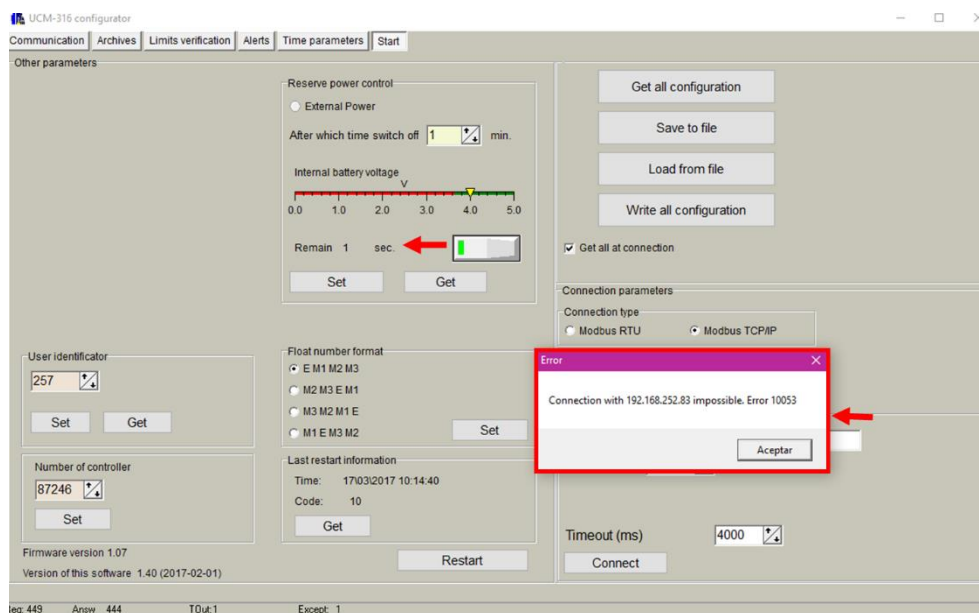 UCM-316 configurator
Communication Archives Limits verification Alerts Time parameters Start
Other parameters
Reserve power control
External Power
After which time switch off 1 min.
Internal battery voltage
V
0.0 1.0 2.0 3.0 4.0 5.0
Remain 1 sec.
Set Get
User identificator
257
Set Get
Number of controller
87246
Set
Firmware version 1.07
Version of this software 1.40 (2017-02-01)
Float number format
E M1 M2 M3
M2 M3 E M1
M3 M2 M1 E
M1 E M3 M2
Set
Last restart information
Time: 17\03\2017 10:14:40
Code: 10
Get
Restart
Get all configuration
Save to file
Load from file
Write all configuration
Get all at connection
Connection parameters
Connection type
Modbus RTU Modbus TCP/IP
Error
Connection with 192.168.252.83 impossible. Error 10053
Aceptar
Timeout (ms) 4000
Connect
449 Answ 444 TOut:1 Except: 1